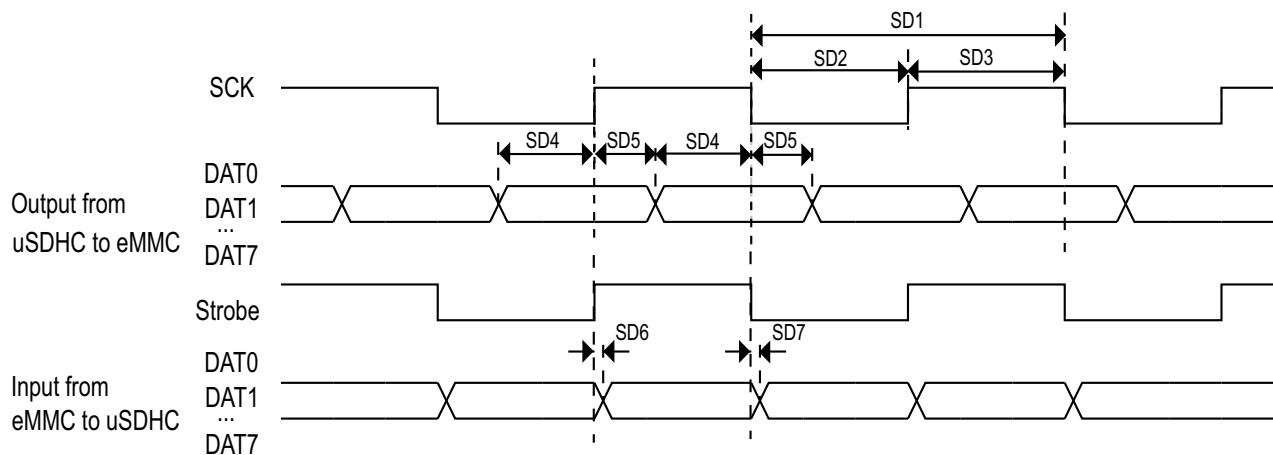 SD1
SD2
SD3
SCK
SD4
SD5
SD4
SD5
Output from
uSDHC to eMMC
DAT0
DAT1
...
DAT7
Strobe
SD6
SD7
Input from
eMMC to uSDHC
DAT0
DAT1
...
DAT7